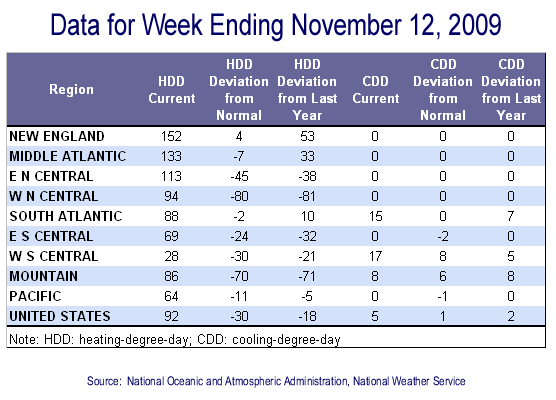 Data for Week Ending November 12, 2009
Region HDD Current HDD Deviation from Normal HDD Deviation from Last Year CDD Current CDD Deviation from Normal CDD Deviation from Last Year
NEW ENGLAND 152 4 53 0 0 0
MIDDLE ATLANTIC 133 -7 33 0 0 0
E N CENTRAL 113 -45 -38 0 0 0
W N CENTRAL 94 -80 -81 0 0 0
SOUTH ATLANTIC 88 -2 10 15 0 7
E S CENTRAL 69 -24 -32 0 -2 0
W S CENTRAL 28 -30 -21 17 8 5
MOUNTAIN 86 -70 -71 8 6 8
PACIFIC 64 -11 -5 0 -1 0
UNITED STATES 92 -30 -18 5 1 2
Note: HDD: heating-degree-day; CDD: cooling-degree-day
Source: National Oceanic and Atmospheric Administration, National Weather Service